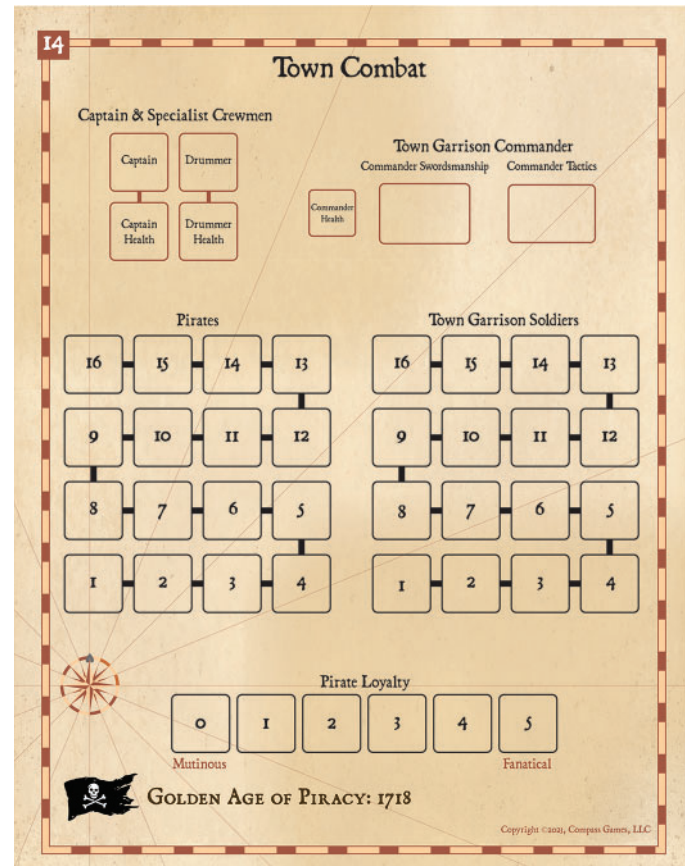 14
Town Combat
Captain & Specialist Crewmen
Captain Drummer
Captain Health Drummer Health
Town Garrison Commander
Commander Swordsmanship Commander Tactics
Commander Health
Pirates
16 15 14 13
9 10 11 12
8 7 6 5
1 2 3 4
Town Garrison Soldiers
16 15 14 13
9 10 11 12
8 7 6 5
1 2 3 4
Pirate Loyalty
0 1 2 3 4 5
Mutinous Fanatical
Golden Age of Piracy: 1718
Copyright ©2023, Compass Games, LLC